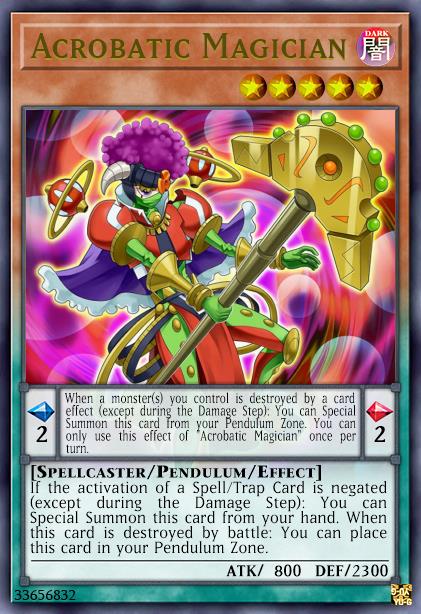 ACROBATIC MAGICIAN
DARK
闇
When a monster(s) you control is destroyed by a card
effect (except during the Damage Step): You can Special
Summon this card from your Pendulum Zone. You can
only use this effect of "Acrobatic Magician" once per
turn.
2
2
[SPELLCASTER/PENDULUM/EFFECT]
If the activation of a Spell/Trap Card is negated
(except during the Damage Step): You can
Special Summon this card from your hand. When
this card is destroyed by battle: You can place
this card in your Pendulum Zone.
ATK/ 800 DEF/2300
33656832